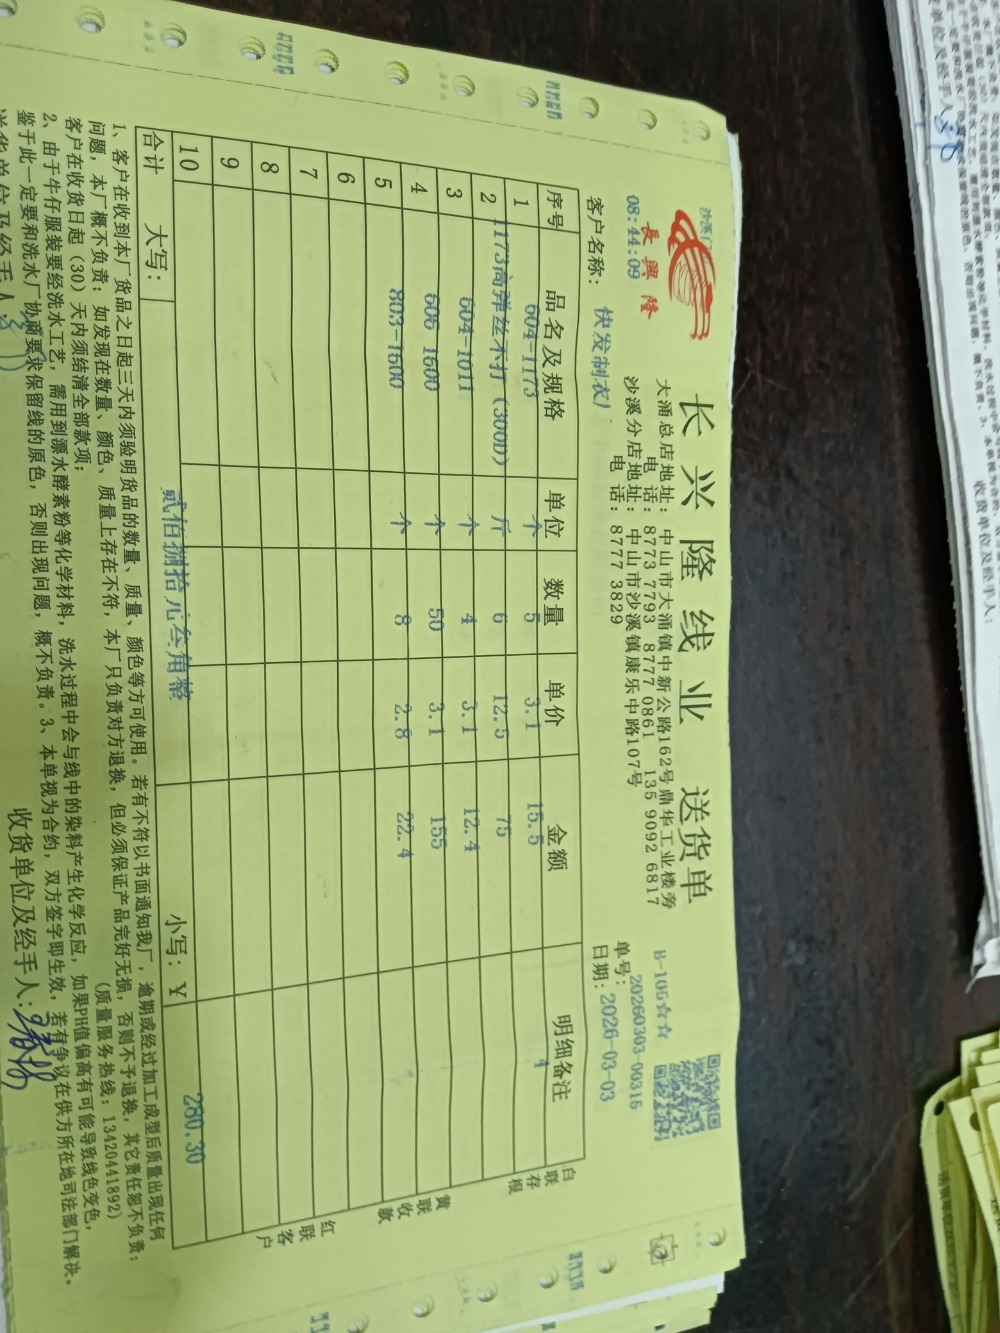 长兴隆线业 送货单
沙溪门
長興隆
08:44:09
大涌总店地址：中山市大涌镇中新公路162号鼎华工业楼旁
电 话：8773 7793 8777 0861 135 9092 6817
沙溪分店地址：中山市沙溪镇康乐中路107号
电 话：8777 3829
B-105☆☆
单号：20260303-00315
日期：2026-03-03
客户名称：快发制衣厂
序号 品名及规格 单位 数量 单价 金额 明细备注
1 604-1173 个 5 3.1 15.5 4
2 1173高弹丝不打（300D） 斤 6 12.5 75
3 604-1011 个 4 3.1 12.4
4 606 1600 个 50 3.1 155
5 803-1600 个 8 2.8 22.4
6
7
8
9
10
合计 大写：贰佰捌拾元叁角整 小写：Y 280.30
白联存根
黄联收款
红联客户
1、客户在收到本厂货品之日起三天内须验明货品的数量、质量、颜色等方可使用。若有不符以书面通知我厂，逾期或经过加工成型后质量出现任何
问题，本厂概不负责；如发现在数量、颜色、质量上存在不符，本厂只负责对方退换，但必须保证产品完好无损，否则不予退换，其它责任恕不负责；
客户在收货日起（30）天内须结清全部款项； （质量服务热线：13420441892）
2、由于牛仔服装要经洗水工艺，需用到漂水酵素粉等化学材料，洗水过程中会与线中的染料产生化学反应，如果PH值偏高有可能导致线色变色，
鉴于此一定要和洗水厂协商要求保留线的原色，否则出现问题，概不负责。3、本单视为合约，双方签字即生效，若有争议在供方所在地司法部门解决。
送货单位及经手人： 收货单位及经手人：
收货单位及经手人：